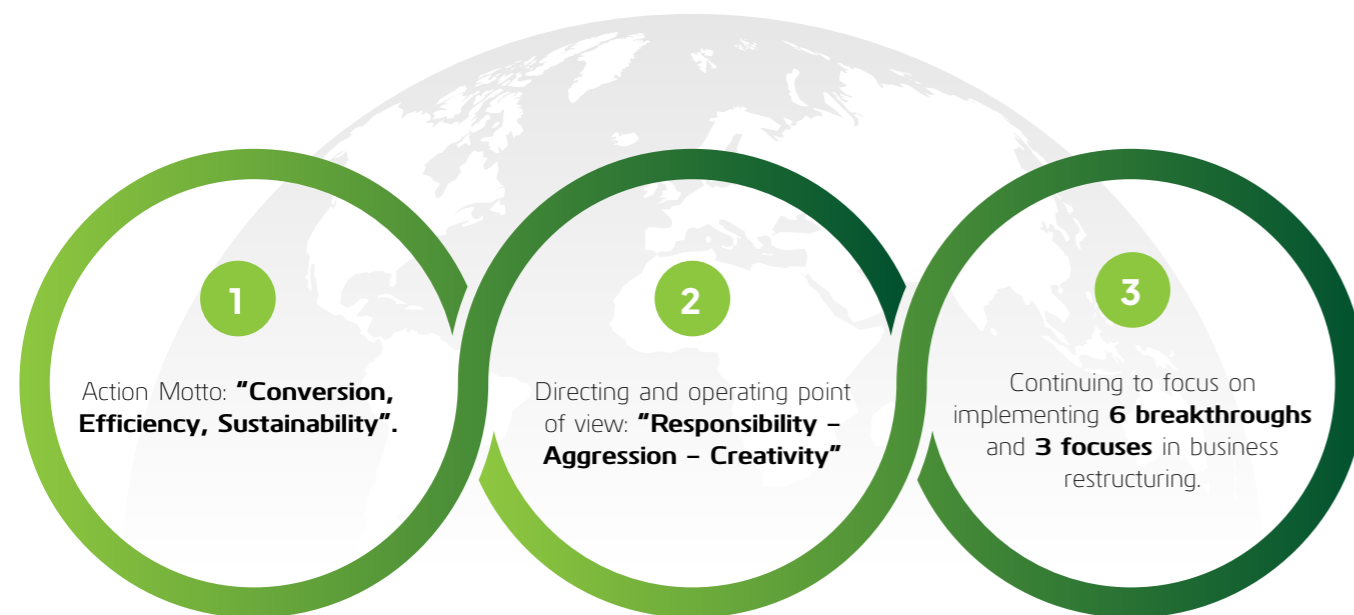 1
Action Motto: "Conversion,
Efficiency, Sustainability".
2
Directing and operating point
of view: "Responsibility –
Aggression – Creativity"
3
Continuing to focus on
implementing 6 breakthroughs
and 3 focuses in business
restructuring.